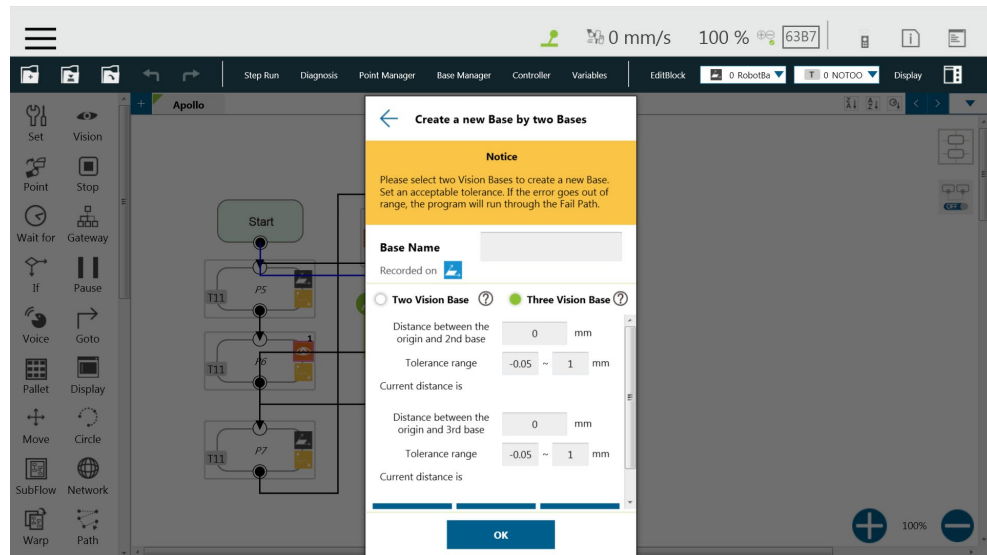 0 mm/s 100 % 63B7
Step Run Diagnosis Point Manager Base Manager Controller Variables EditBlock 0 RobotBa T 0 NOTOO Display
+ Apollo
Set Vision
Point Stop
Wait for Gateway
If Pause
Voice Goto
Pallet Display
Move Circle
SubFlow Network
Warp Path
Start
P5
T11
1
P6
T11
P7
T11
Create a new Base by two Bases
Notice
Please select two Vision Bases to create a new Base.
Set an acceptable tolerance. If the error goes out of
range, the program will run through the Fail Path.
Base Name
Recorded on
Two Vision Base ? Three Vision Base ?
Distance between the
origin and 2nd base 0 mm
Tolerance range -0.05 ~ 1 mm
Current distance is
Distance between the
origin and 3rd base 0 mm
Tolerance range -0.05 ~ 1 mm
Current distance is
OK
OFF
100%